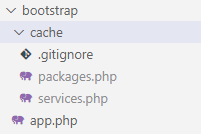 bootstrap
cache
.gitignore
packages.php
services.php
app.php